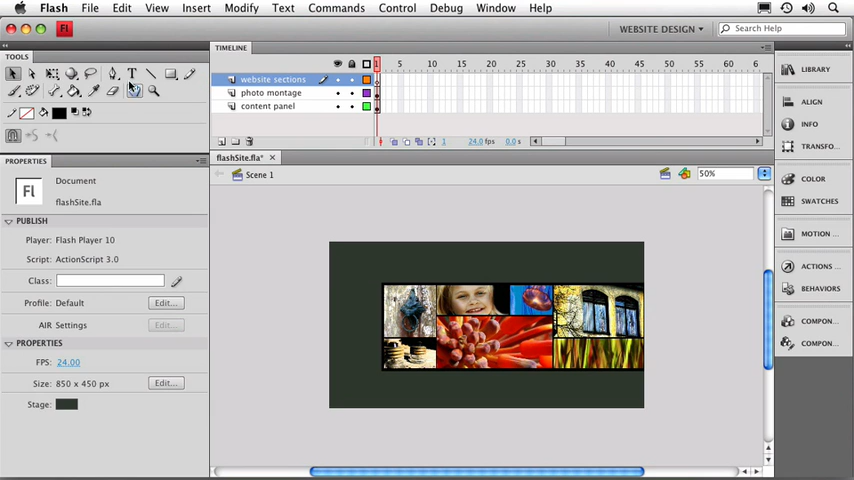 Flash File Edit View Insert Modify Text Commands Control Debug Window Help
Fl WEBSITE DESIGN Search Help
TOOLS
T
TIMELINE
1 5 10 15 20 25 30 35 40 45 50 55 60 6
website sections
photo montage
content panel
1 24.0 fps 0.0 s
flashSite.fla*
Scene 1 50%
PROPERTIES
Fl Document
flashSite.fla
PUBLISH
Player: Flash Player 10
Script: ActionScript 3.0
Class:
Profile: Default Edit...
AIR Settings Edit...
PROPERTIES
FPS: 24.00
Size: 850 x 450 px Edit...
Stage:
LIBRARY
ALIGN
INFO
TRANSFO...
COLOR
SWATCHES
MOTION ...
ACTIONS ...
BEHAVIORS
COMPON...
COMPON...